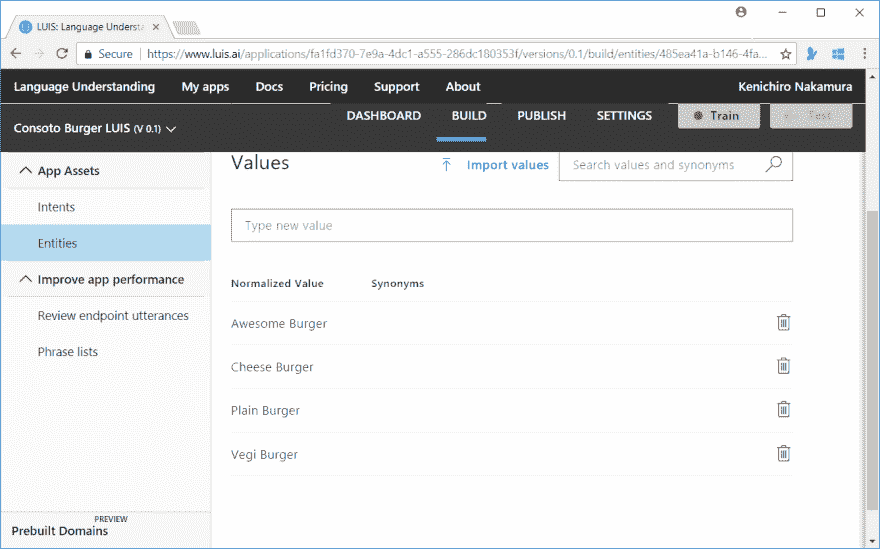 LUIS: Language Understa
Secure https://www.luis.ai/applications/fa1fd370-7e9a-4dc1-a555-286dc180353f/versions/0.1/build/entities/485ea41a-b146-4fa...
Language Understanding My apps Docs Pricing Support About Kenichiro Nakamura
Consoto Burger LUIS (V 0.1) DASHBOARD BUILD PUBLISH SETTINGS Train Test
App Assets
Intents
Entities
Improve app performance
Review endpoint utterances
Phrase lists
PREVIEW
Prebuilt Domains
Values Import values Search values and synonyms
Type new value
Normalized Value Synonyms
Awesome Burger
Cheese Burger
Plain Burger
Vegi Burger